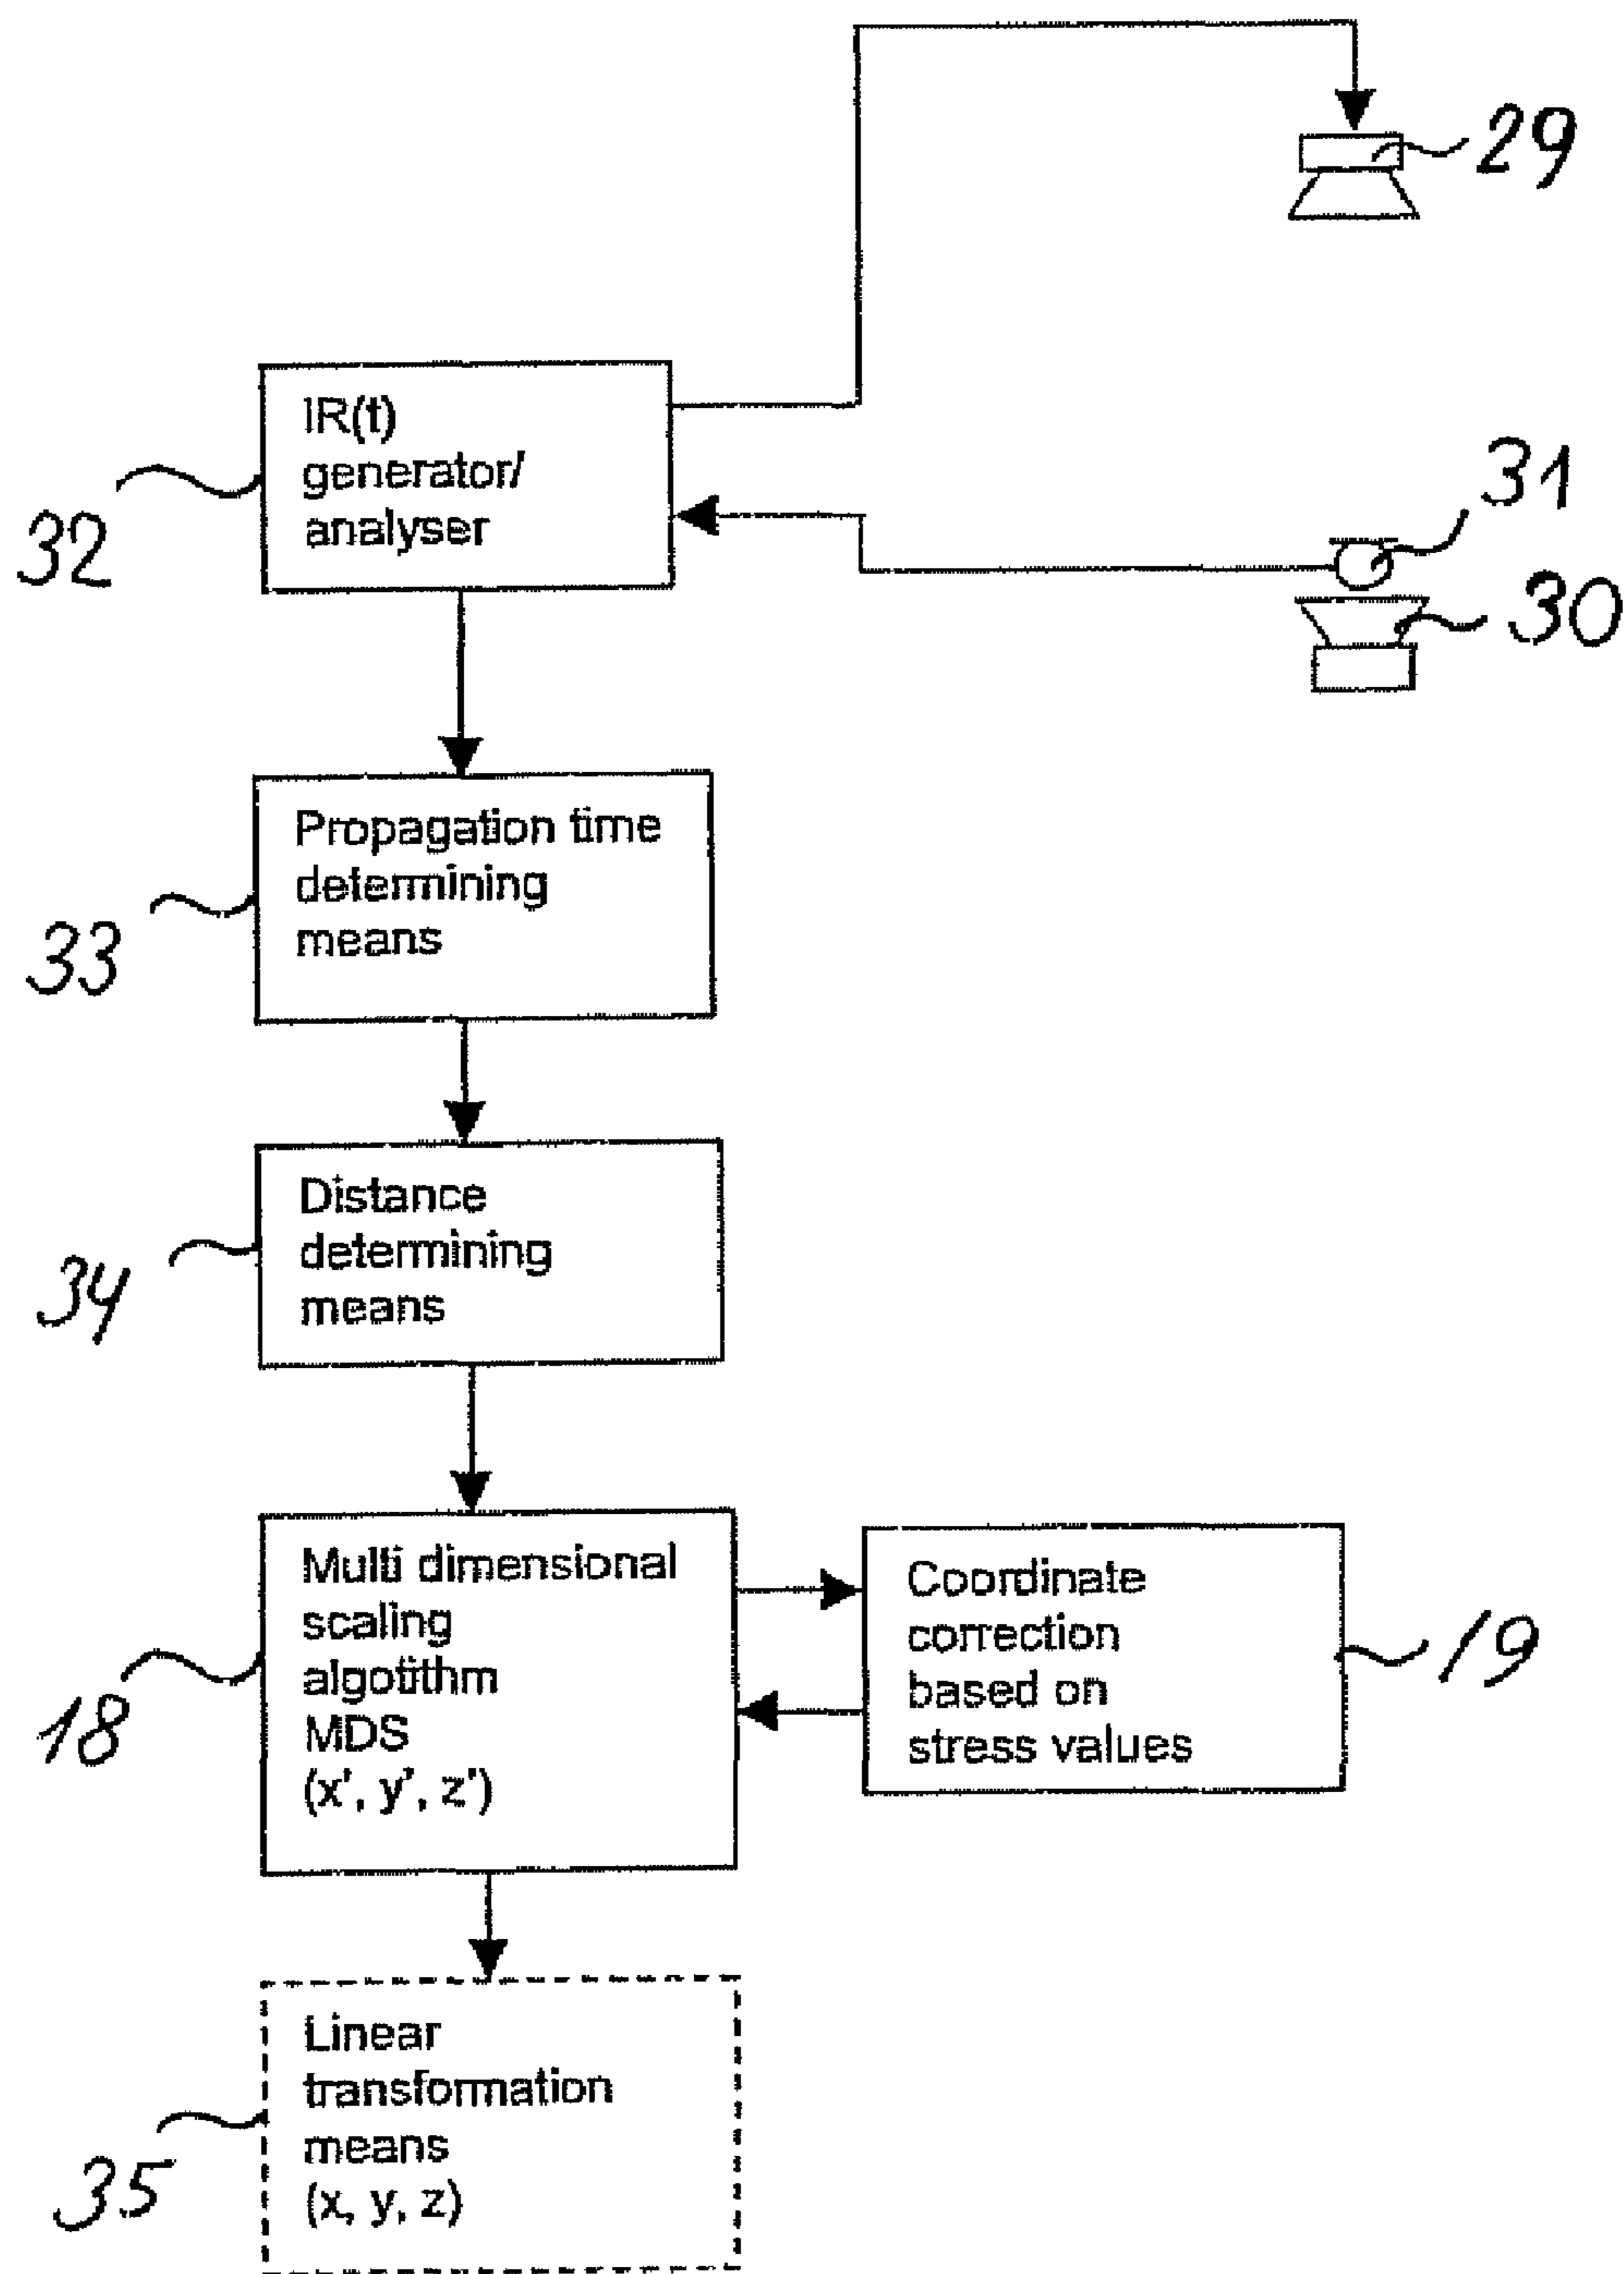 29
IR(t)
generator/
analyser
32
31
30
Propagation time
determining
means
33
Distance
determining
means
34
Multi dimensional
scaling
algotithm
MDS
(x', y', z')
18
Coordinate
correction
based on
stress values
19
Linear
transformation
means
(x, y, z)
35